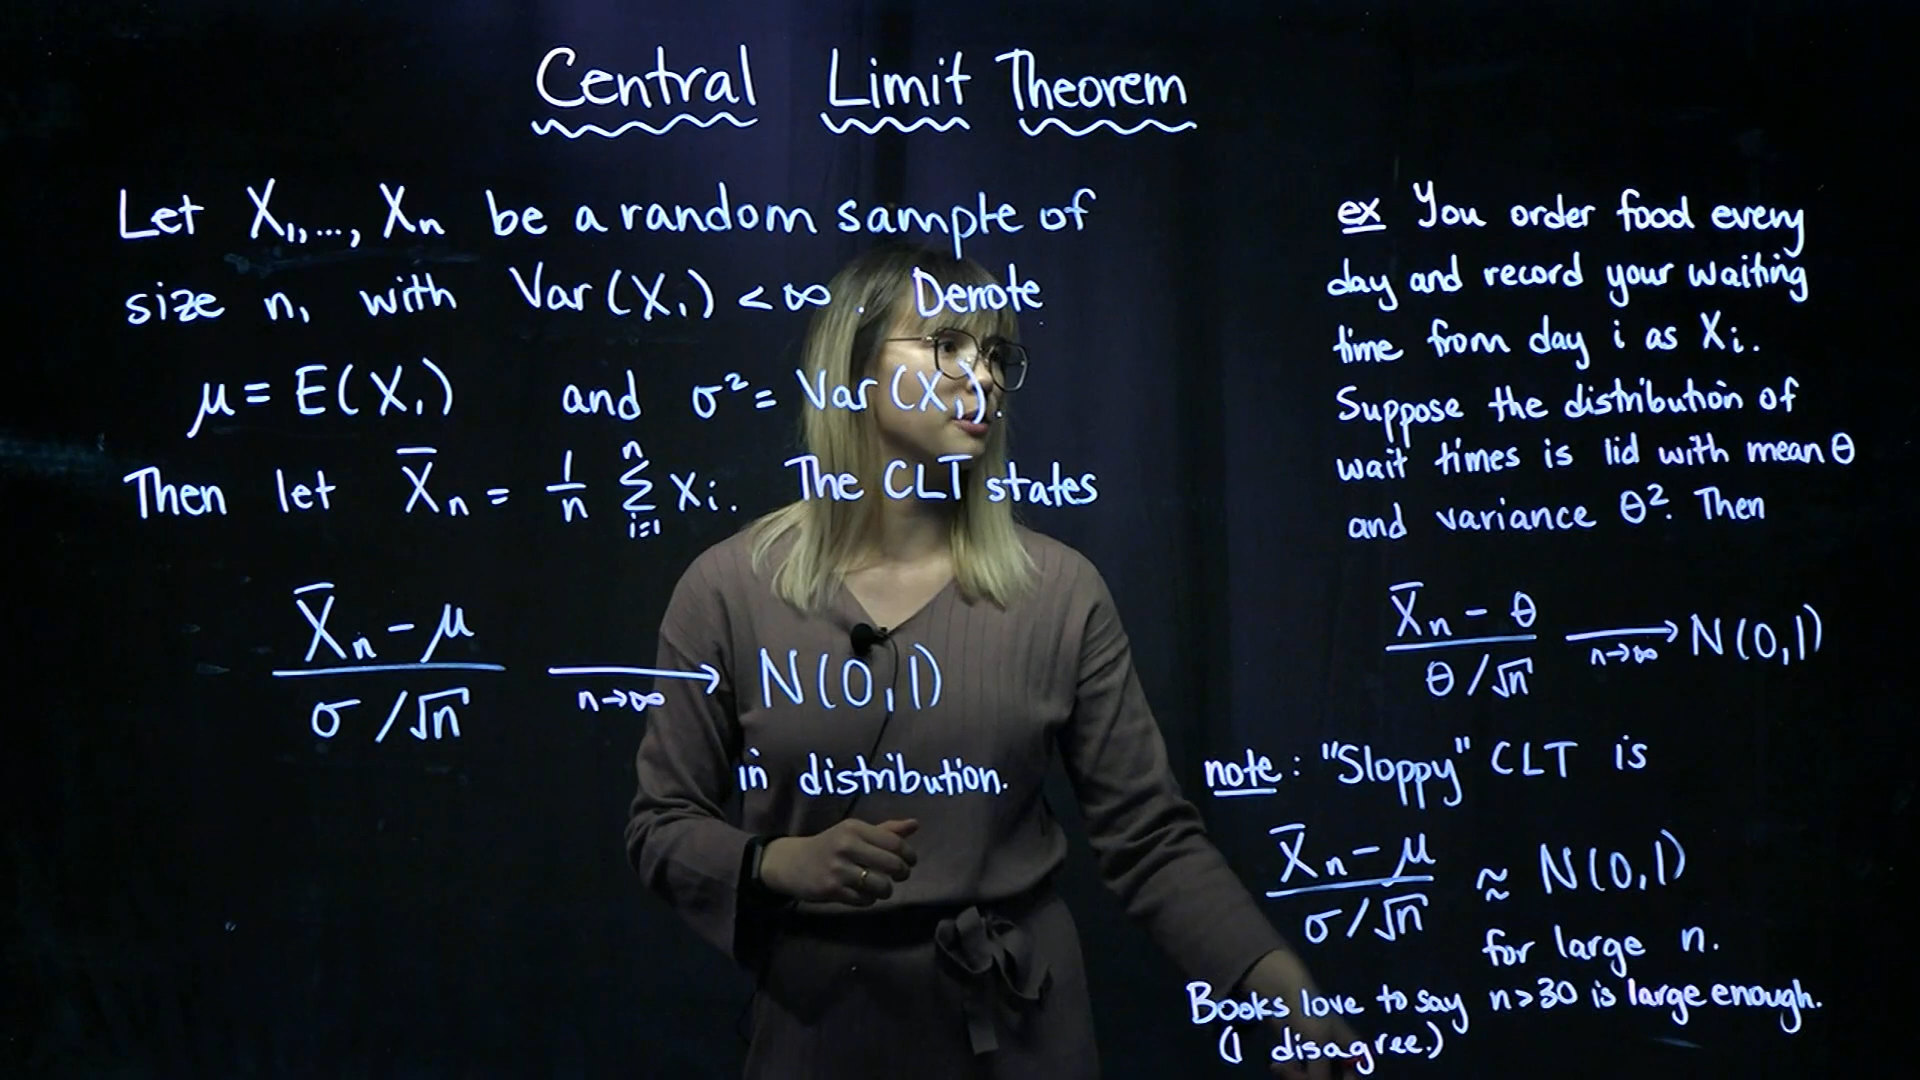 Central Limit Theorem
Let X₁,..., Xₙ be a random sample of
size n, with Var(X₁) < ∞. Denote
μ = E(X₁) and σ² = Var(X₁).
Then let X̄ₙ = 1/n Σⁿᵢ₌₁ Xᵢ. The CLT states
X̄ₙ - μ
σ/√n
n→∞
N(0,1)
in distribution.
ex You order food every
day and record your waiting
time from day i as Xᵢ.
Suppose the distribution of
wait times is iid with mean θ
and variance θ². Then
X̄ₙ - θ
θ/√n
n→∞
N(0,1)
note: "Sloppy" CLT is
X̄ₙ - μ
σ/√n
≈ N(0,1)
for large n.
Books love to say n>30 is large enough.
(I disagree.)